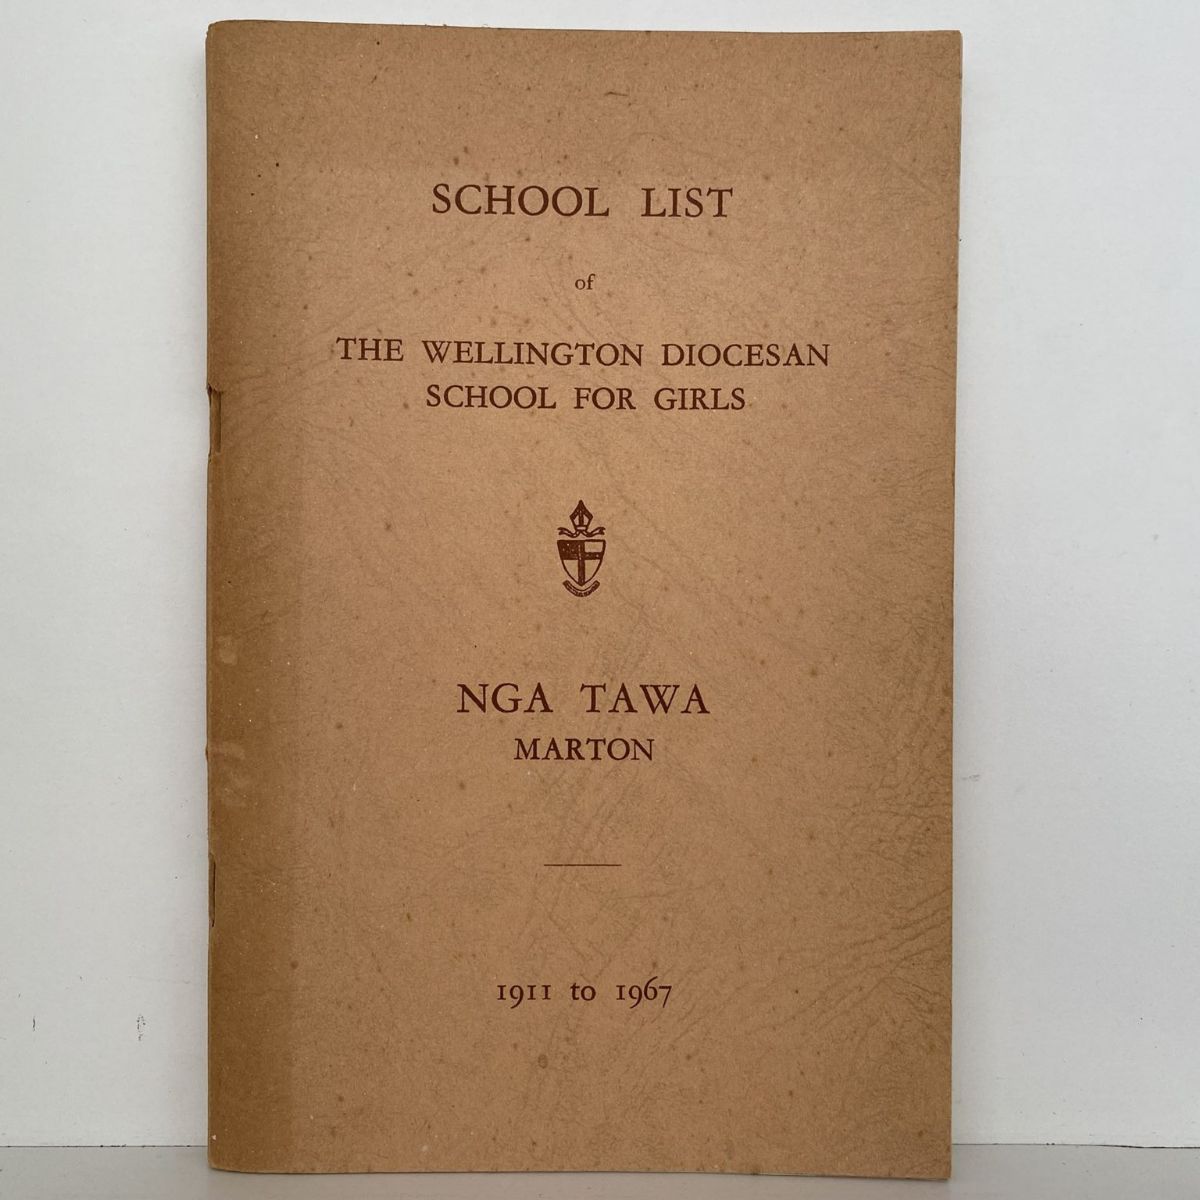 SCHOOL LIST
of
THE WELLINGTON DIOCESAN
SCHOOL FOR GIRLS
NGA TAWA
MARTON
1911 to 1967